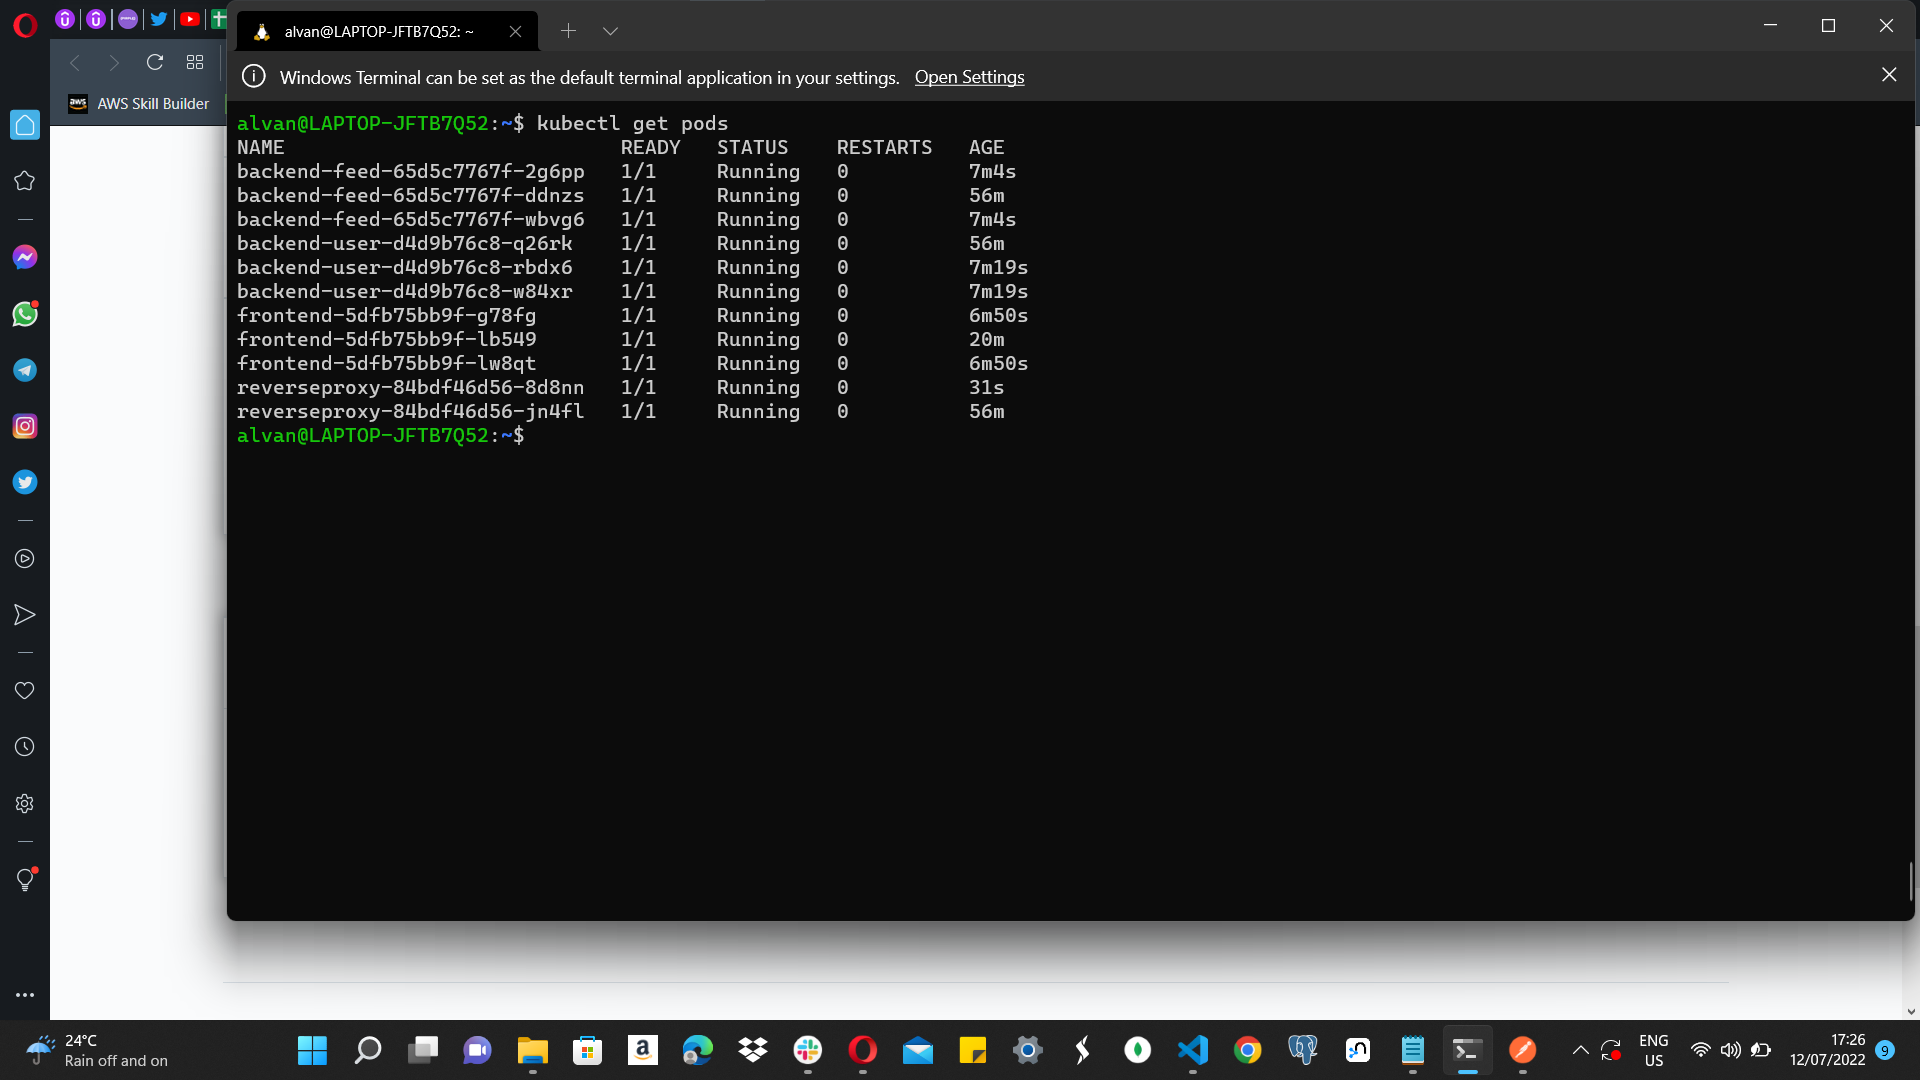 alvan@LAPTOP-JFTB7Q52: ~
Windows Terminal can be set as the default terminal application in your settings. Open Settings
aws AWS Skill Builder
alvan@LAPTOP-JFTB7Q52:~$ kubectl get pods
NAME READY STATUS RESTARTS AGE
backend-feed-65d5c7767f-2g6pp 1/1 Running 0 7m4s
backend-feed-65d5c7767f-ddnzs 1/1 Running 0 56m
backend-feed-65d5c7767f-wbvg6 1/1 Running 0 7m4s
backend-user-d4d9b76c8-q26rk 1/1 Running 0 56m
backend-user-d4d9b76c8-rbdx6 1/1 Running 0 7m19s
backend-user-d4d9b76c8-w84xr 1/1 Running 0 7m19s
frontend-5dfb75bb9f-g78fg 1/1 Running 0 6m50s
frontend-5dfb75bb9f-lb549 1/1 Running 0 20m
frontend-5dfb75bb9f-lw8qt 1/1 Running 0 6m50s
reverseproxy-84bdf46d56-8d8nn 1/1 Running 0 31s
reverseproxy-84bdf46d56-jn4fl 1/1 Running 0 56m
alvan@LAPTOP-JFTB7Q52:~$
24°C
Rain off and on
ENG
US
17:26
12/07/2022
9